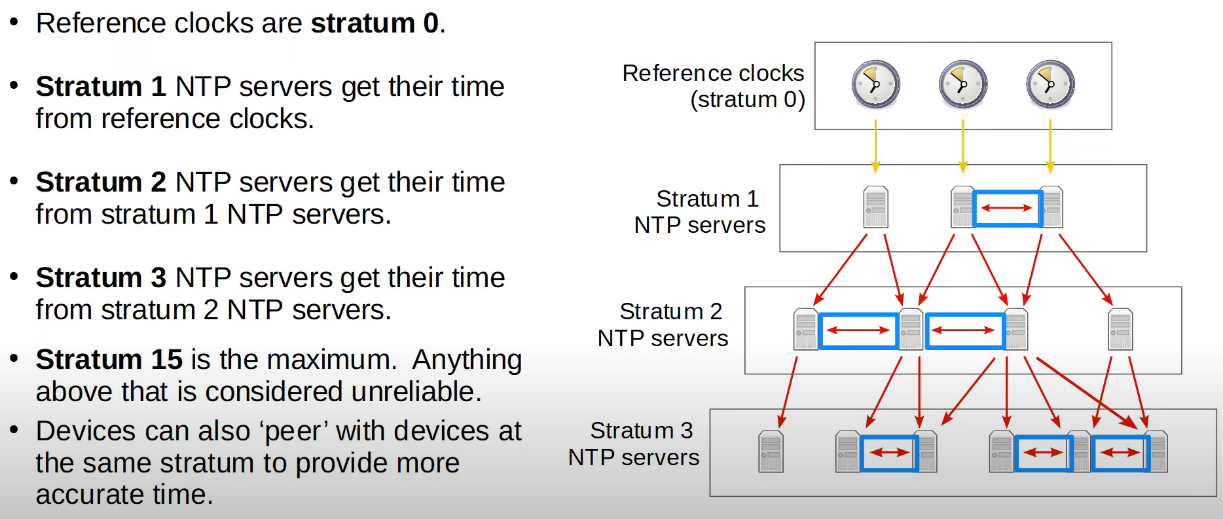 • Reference clocks are stratum 0.
• Stratum 1 NTP servers get their time
from reference clocks.
• Stratum 2 NTP servers get their time
from stratum 1 NTP servers.
• Stratum 3 NTP servers get their time
from stratum 2 NTP servers.
• Stratum 15 is the maximum.  Anything
above that is considered unreliable.
• Devices can also ‘peer’ with devices at
the same stratum to provide more
accurate time.
Reference clocks
(stratum 0)
Stratum 1
NTP servers
Stratum 2
NTP servers
Stratum 3
NTP servers